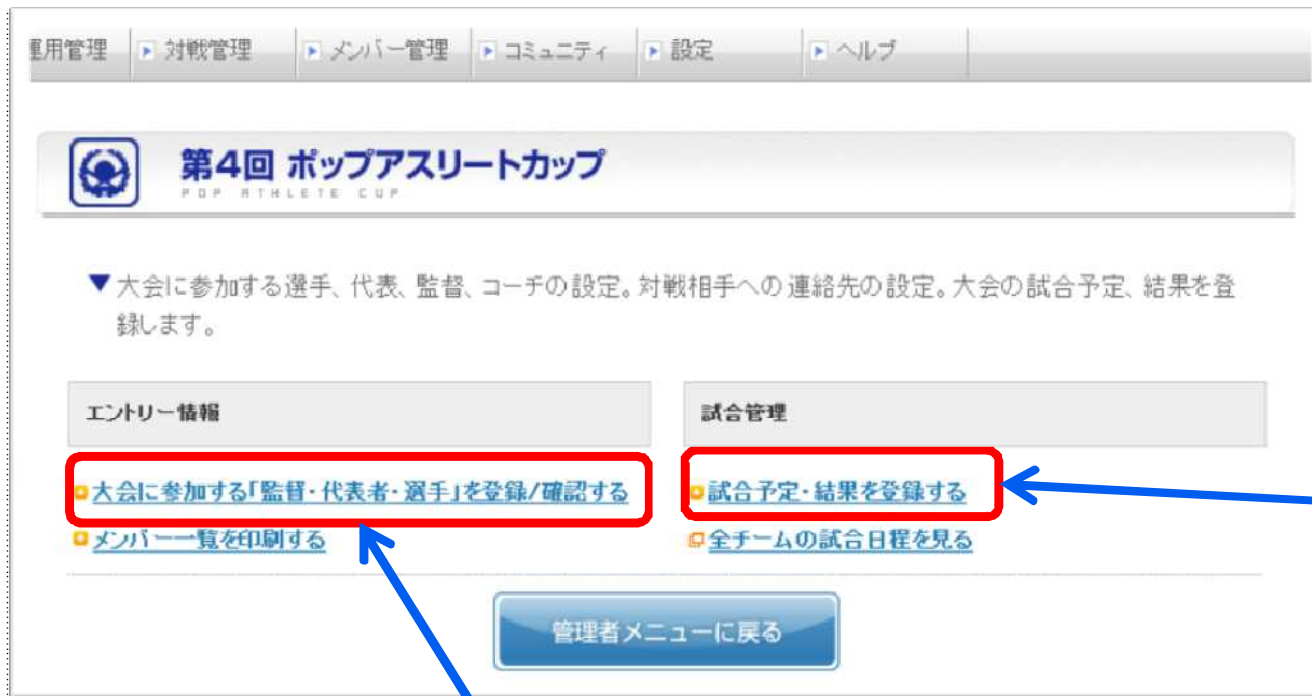 運用管理 対戦管理 メンバー管理 コミュニティ 設定 ヘルプ
第4回 ポップアスリートカップ
POP ATHLETE CUP
▼大会に参加する選手、代表、監督、コーチの設定。対戦相手への連絡先の設定。大会の試合予定、結果を登
録します。
エントリー情報
試合管理
大会に参加する「監督・代表者・選手」を登録/確認する
試合予定・結果を登録する
メンバー一覧を印刷する
全チームの試合日程を見る
管理者メニューに戻る